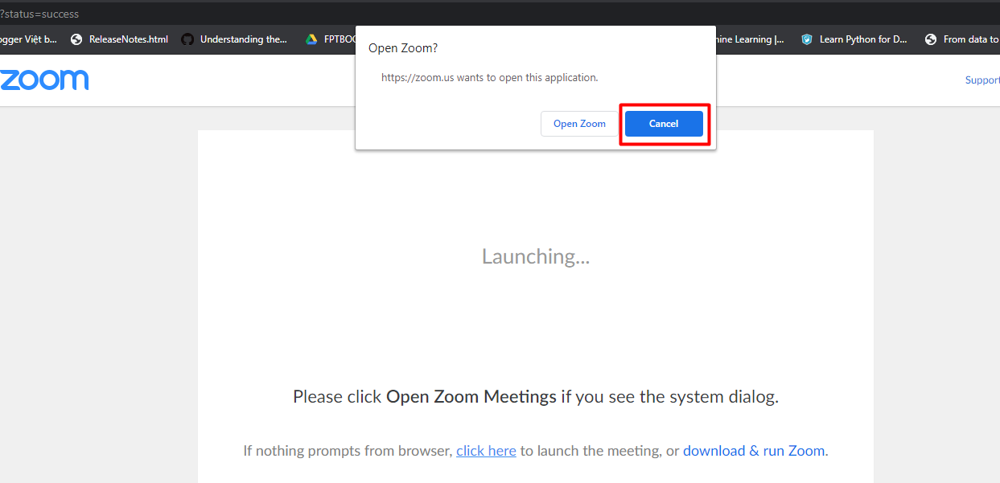 ?status=success
ogger Việt b...
ReleaseNotes.html
Understanding the...
FPTBOO
hine Learning |...
Learn Python for D...
From data to
zoom
Support
Open Zoom?
https://zoom.us wants to open this application.
Open Zoom
Cancel
Launching...
Please click Open Zoom Meetings if you see the system dialog.
If nothing prompts from browser, click here to launch the meeting, or download & run Zoom.